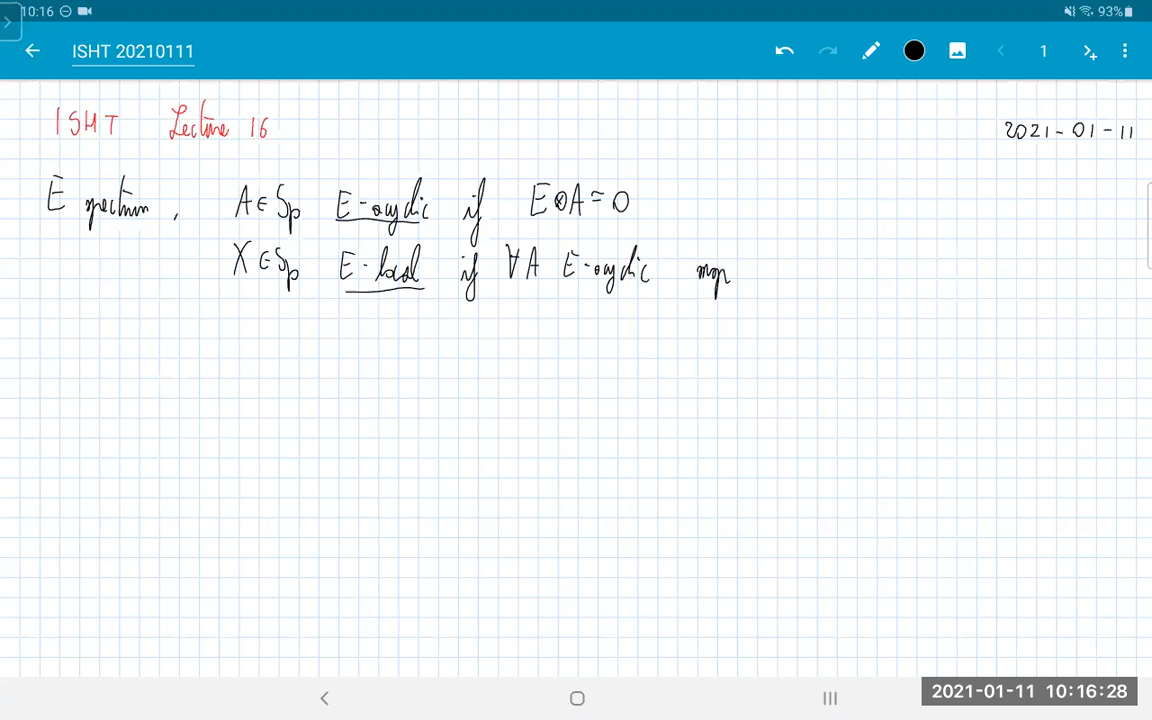 10:16 93%
ISHT 20210111 1
ISHT Lecture 16
2021-01-11
E spectrum, A ∈ Sp E-acyclic if E⊗A = 0
X ∈ Sp E-local if ∀A E-acyclic map
2021-01-11 10:16:28